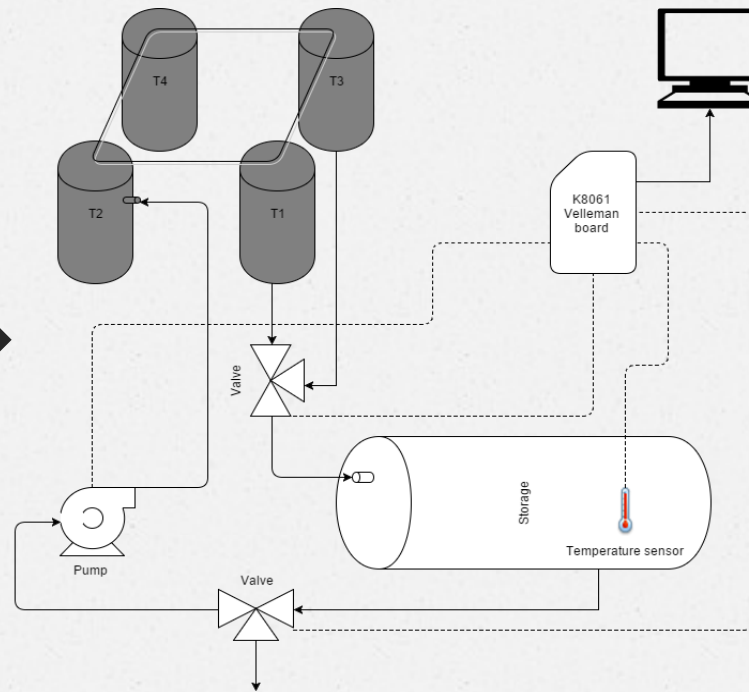 T4
T3
T2
T1
K8061
Velleman
board
Valve
Storage
Temperature sensor
Pump
Valve